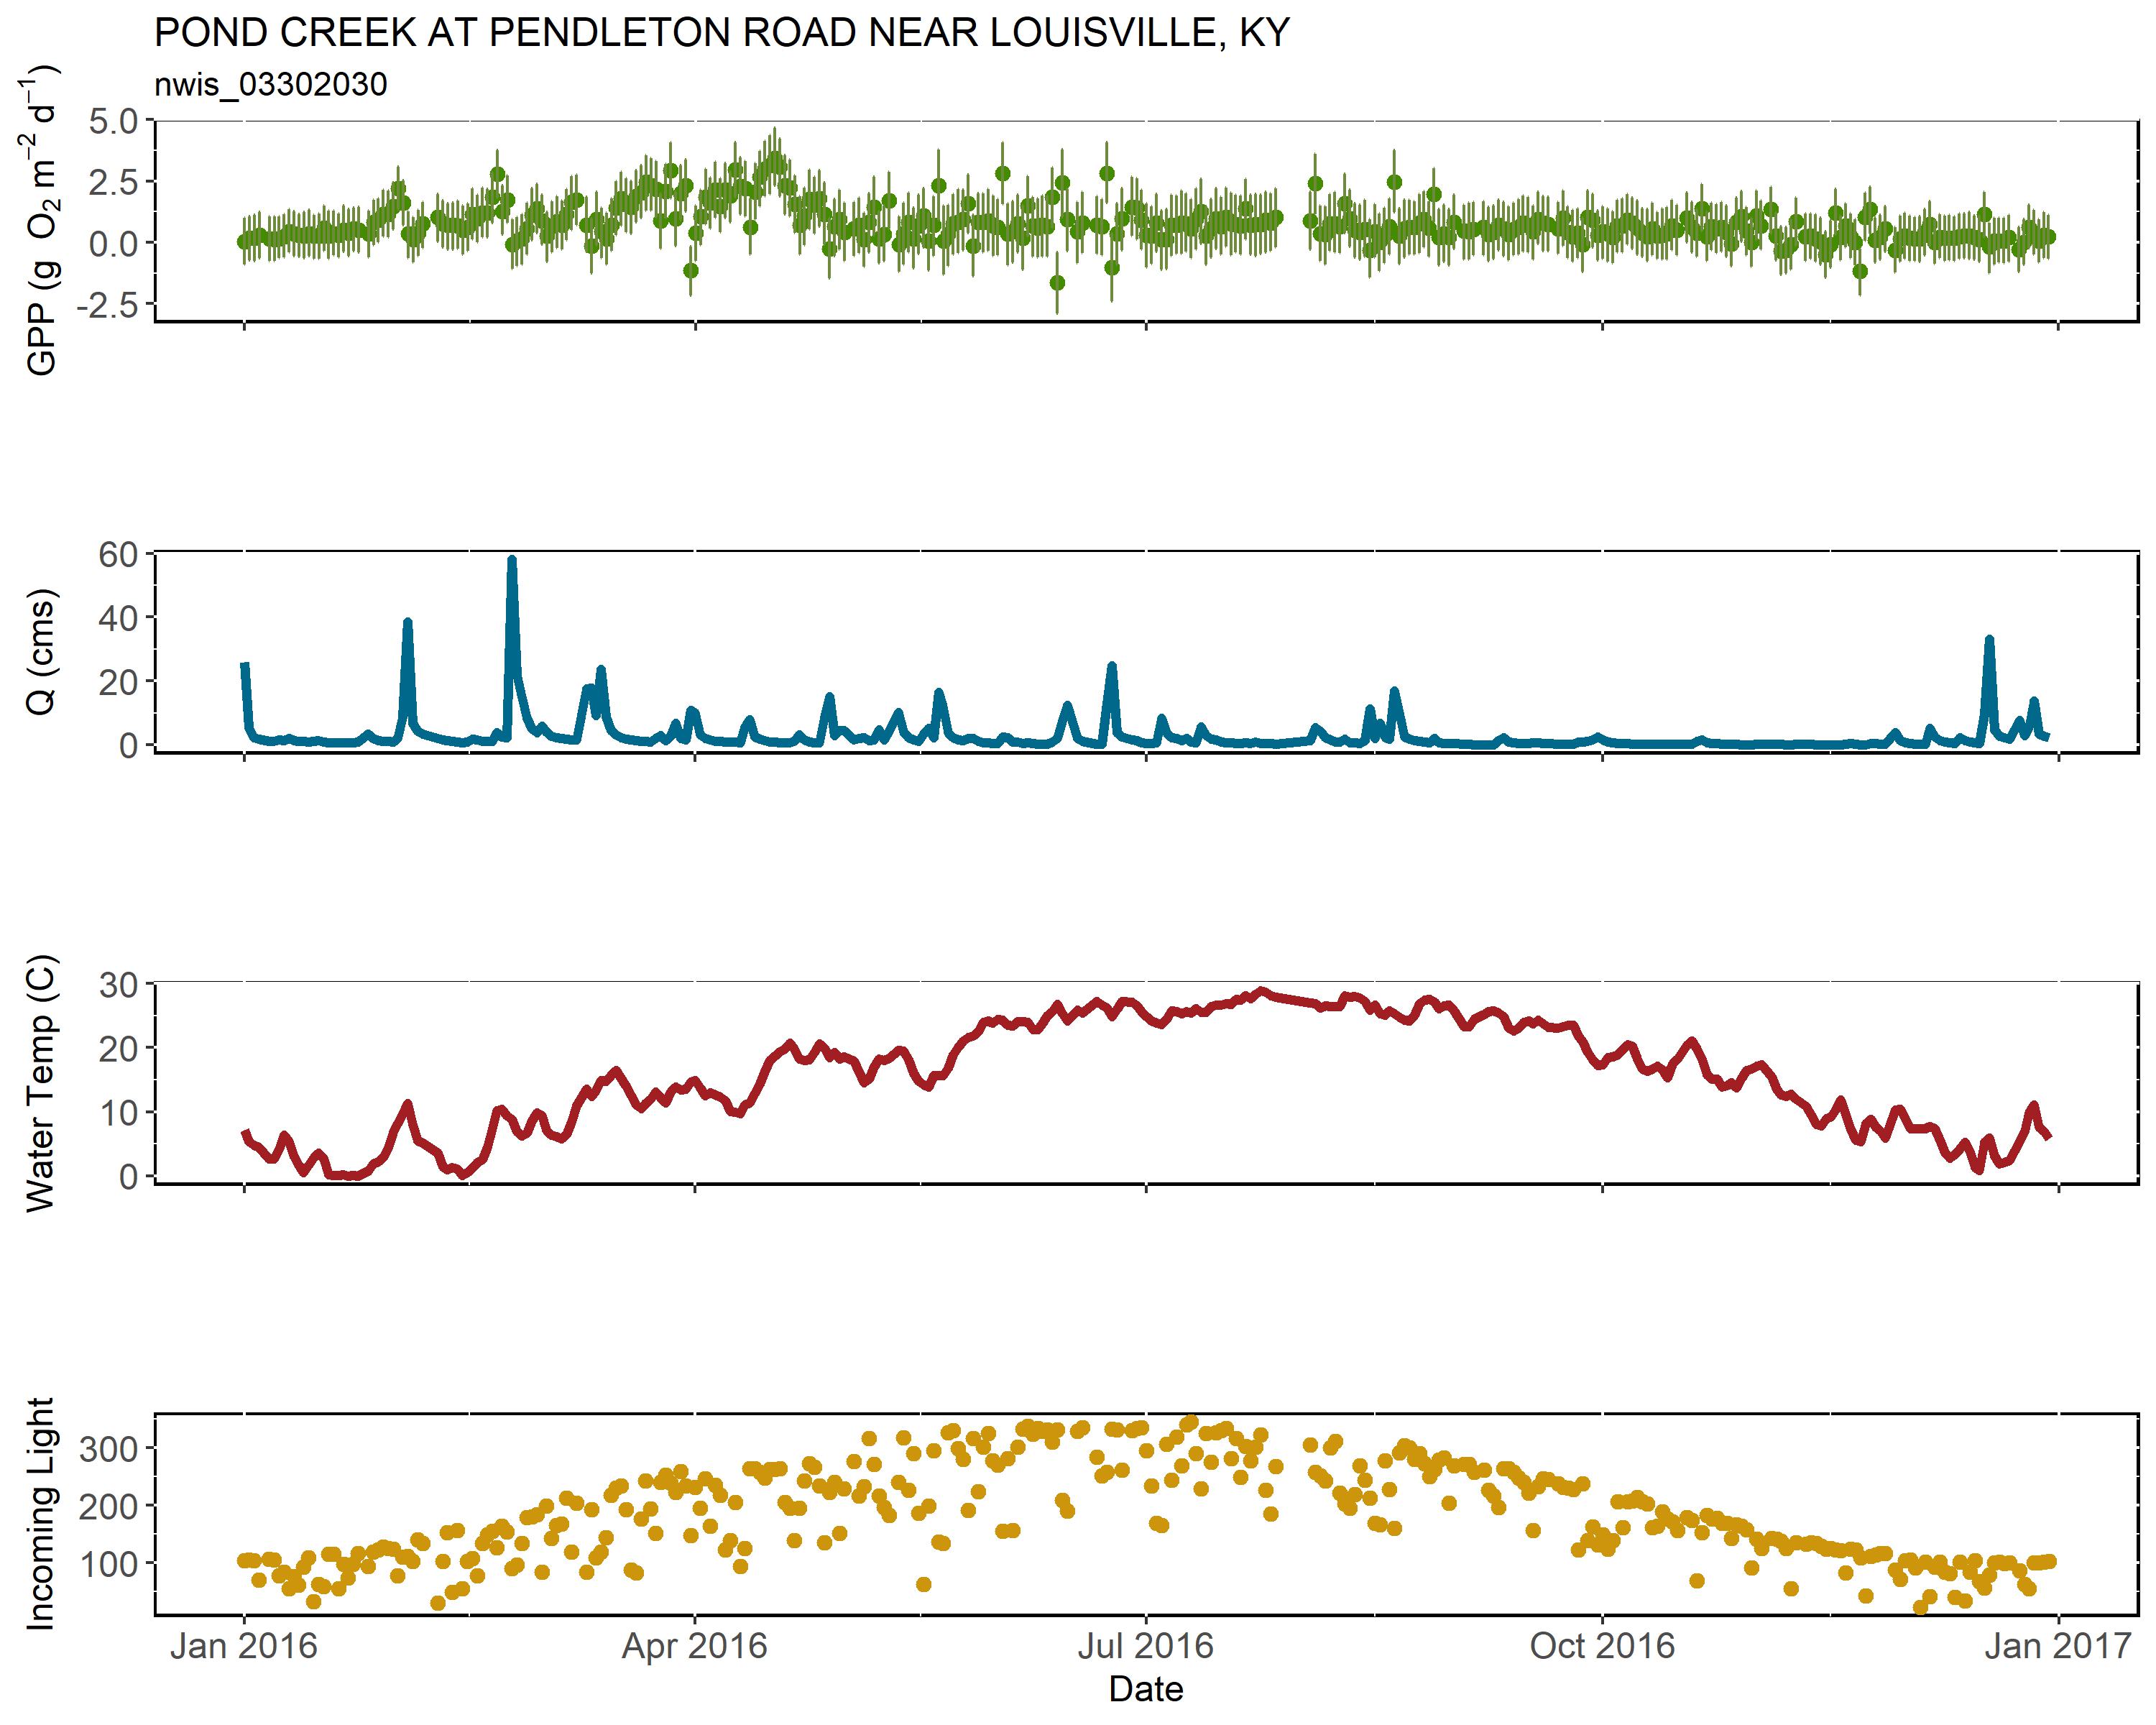 POND CREEK AT PENDLETON ROAD NEAR LOUISVILLE, KY
nwis_03302030
GPP (g O₂ m⁻² d⁻¹)
5.0
2.5
0.0
-2.5
Q (cms)
60
40
20
0
Water Temp (C)
30
20
10
0
Incoming Light
300
200
100
Jan 2016 Apr 2016 Jul 2016 Oct 2016 Jan 2017
Date